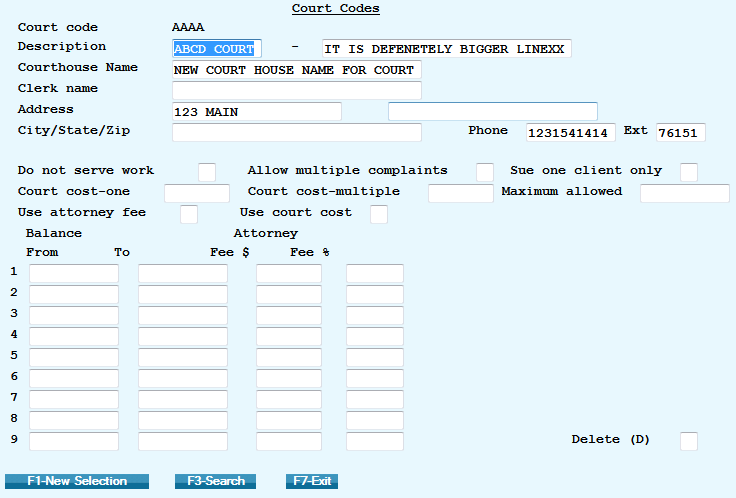 Court Codes
Court code AAAA
Description ABCD COURT - IT IS DEFENETELY BIGGER LINEXX
Courthouse Name NEW COURT HOUSE NAME FOR COURT
Clerk name
Address 123 MAIN
City/State/Zip Phone 1231541414 Ext 76151
Do not serve work Allow multiple complaints Sue one client only
Court cost-one Court cost-multiple Maximum allowed
Use attorney fee Use court cost
Balance Attorney
From To Fee $ Fee %
1
2
3
4
5
6
7
8
9 Delete (D)
F1-New Selection F3-Search F7-Exit